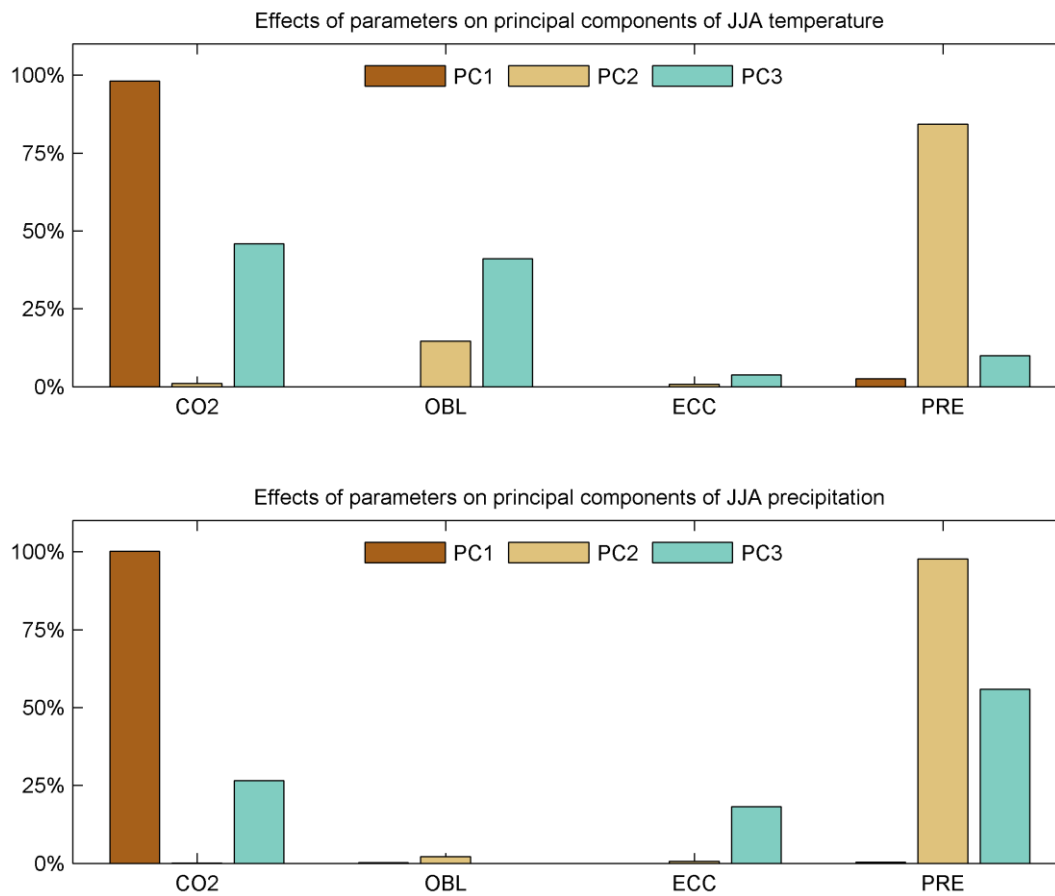 Effects of parameters on principal components of JJA temperature
PC1 PC2 PC3
100%
75%
50%
25%
0%
CO2 OBL ECC PRE
Effects of parameters on principal components of JJA precipitation
PC1 PC2 PC3
100%
75%
50%
25%
0%
CO2 OBL ECC PRE